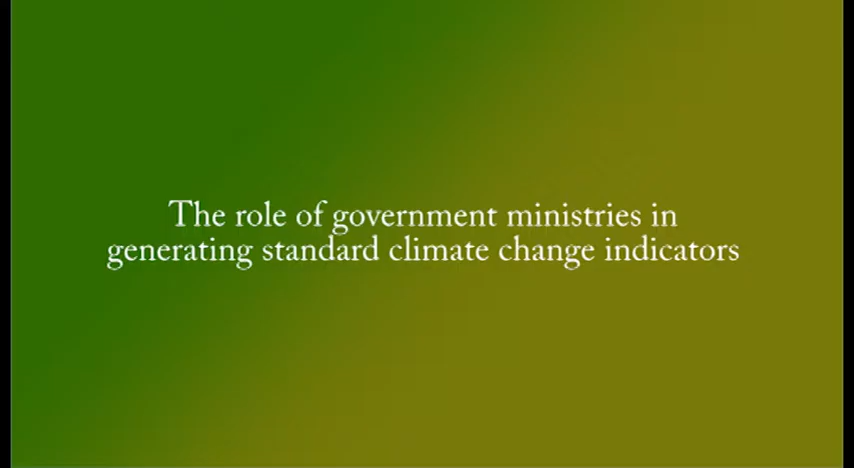 The role of government ministries in
generating standard climate change indicators